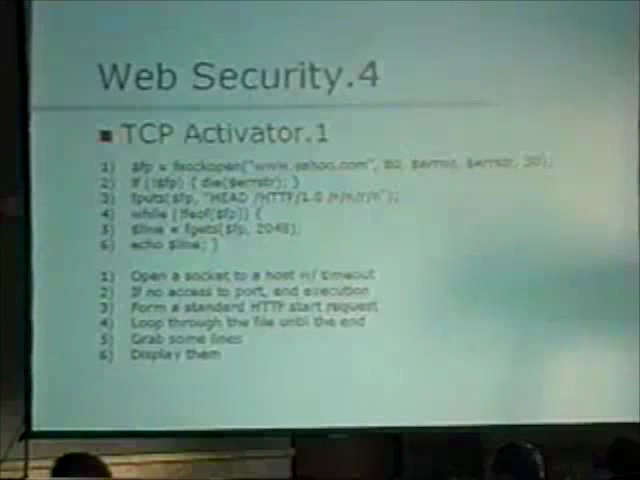 Web Security.4
■ TCP Activator.1
1) $fp = fsockopen("www.yahoo.com", 80, $errno, $errstr, 30);
2) If (!$fp) { die($errstr); }
3) fputs($fp, "HEAD /HTTP/1.0 /r/n/r/n");
4) while (!feof($fp)) {
5) $line = fgets($fp, 2048);
6) echo $line; }
1) Open a socket to a host w/ timeout
2) If no access to port, end execution
3) Form a standard HTTP start request
4) Loop through the file until the end
5) Grab some lines
6) Display them